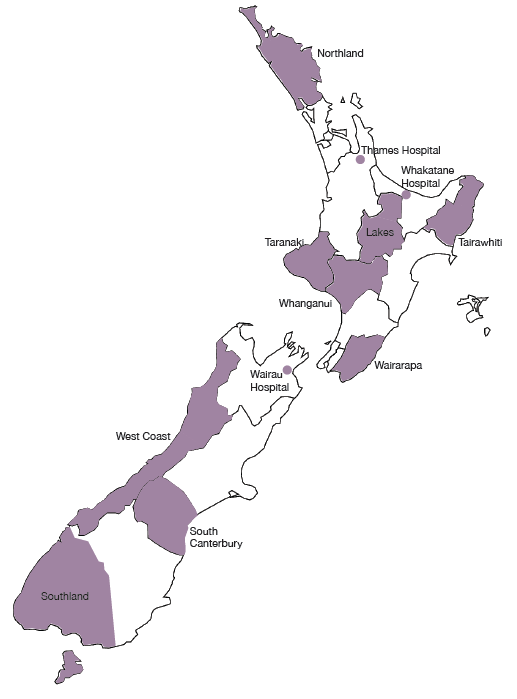 Northland
Thames Hospital
Whakatane
Hospital
Lakes
Taranaki
Tairawhiti
Whanganui
Wairarapa
Wairau
Hospital
West Coast
South
Canterbury
Southland